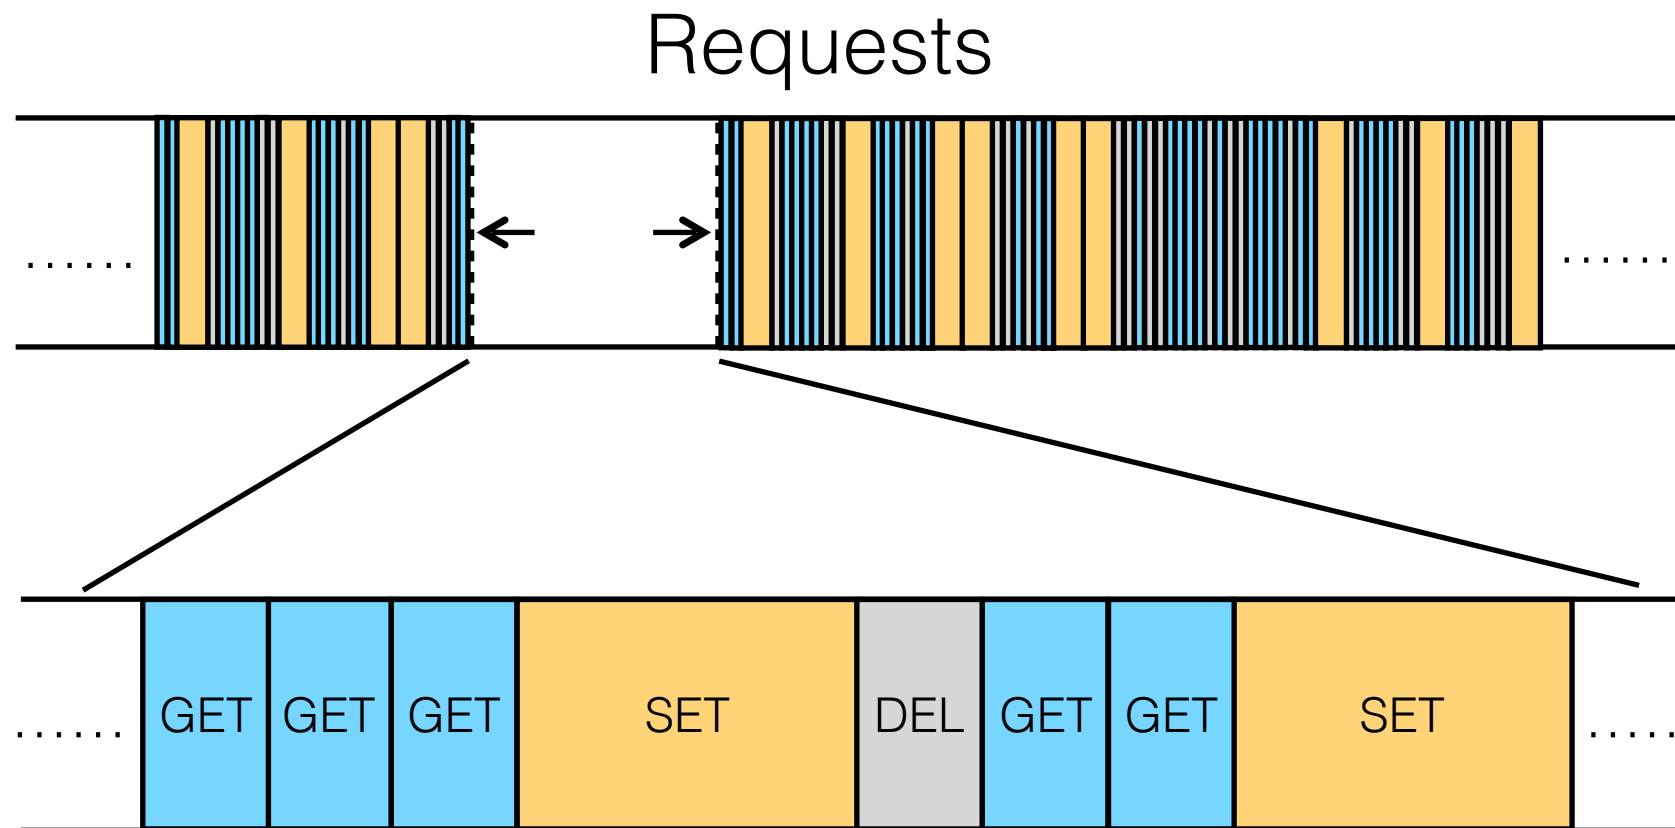 Requests
......
......
...... GET GET GET SET DEL GET GET SET .....